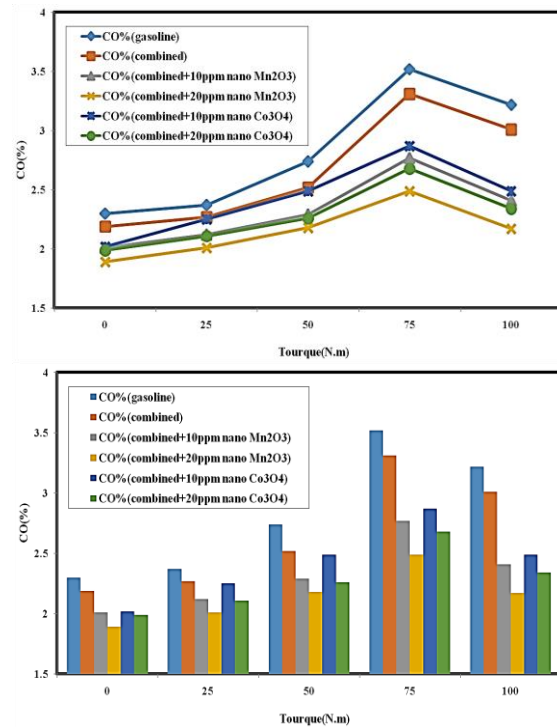 4
3.5
3
2.5
2
1.5
CO(%)
CO%(gasoline)
CO%(combined)
CO%(combined+10ppm nano Mn2O3)
CO%(combined+20ppm nano Mn2O3)
CO%(combined+10ppm nano Co3O4)
CO%(combined+20ppm nano Co3O4)
0 25 50 75 100
Tourque(N.m)
4
3.5
3
2.5
2
1.5
CO(%)
CO%(gasoline)
CO%(combined)
CO%(combined+10ppm nano Mn2O3)
CO%(combined+20ppm nano Mn2O3)
CO%(combined+10ppm nano Co3O4)
CO%(combined+20ppm nano Co3O4)
0 25 50 75 100
Tourque(N.m)